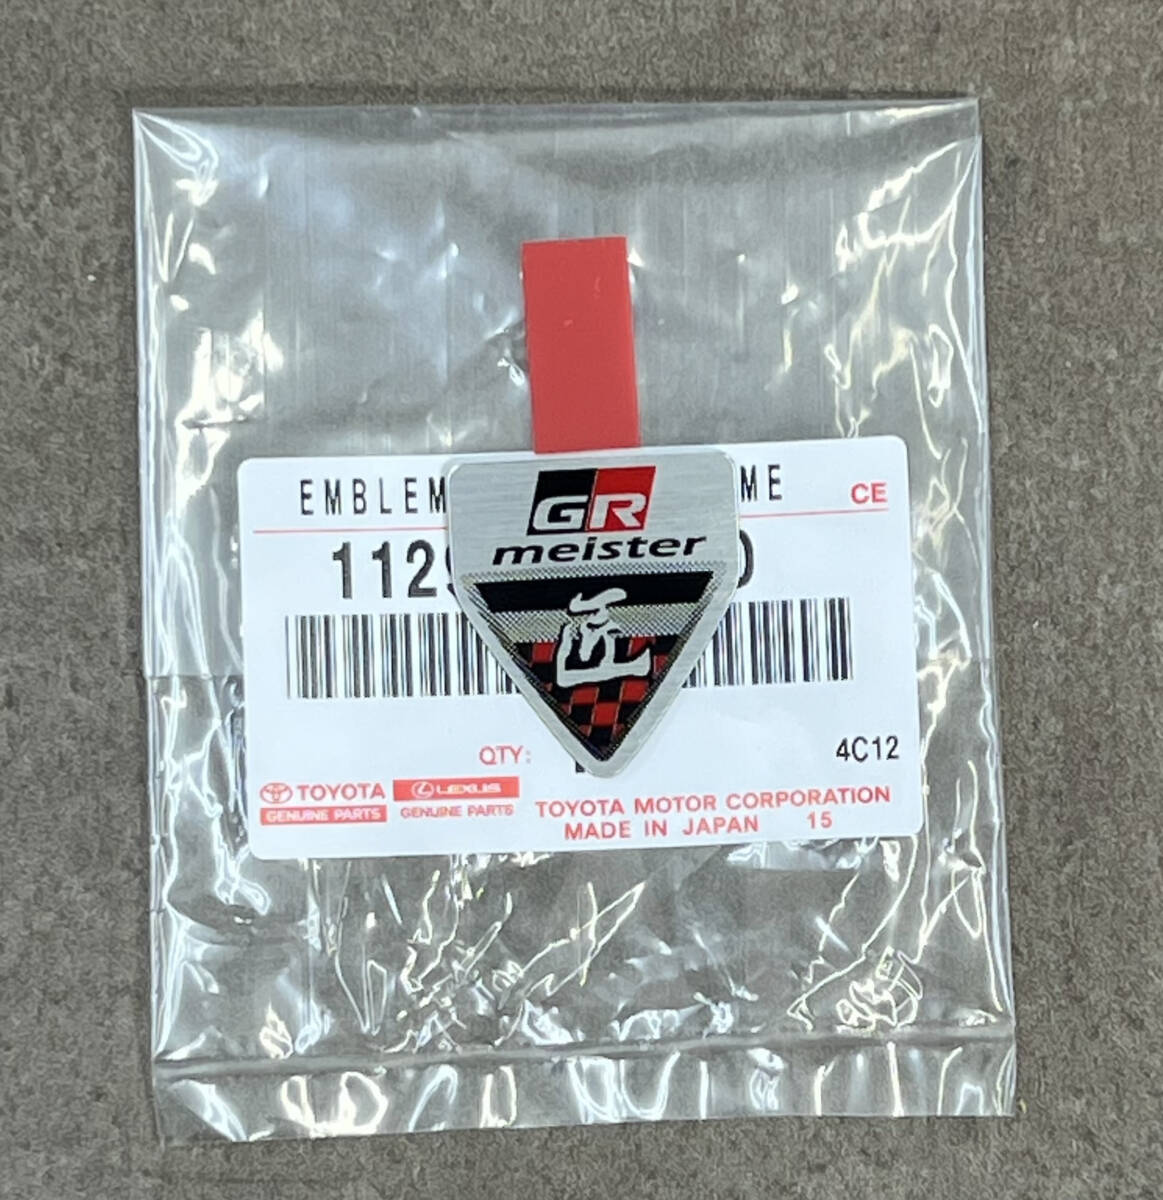 EMBLEM ME CE
GR
meister
匠
112
QTY:
4C12
TOYOTA LEXUS
GENUINE PARTS GENUINE PARTS
TOYOTA MOTOR CORPORATION
MADE IN JAPAN 15